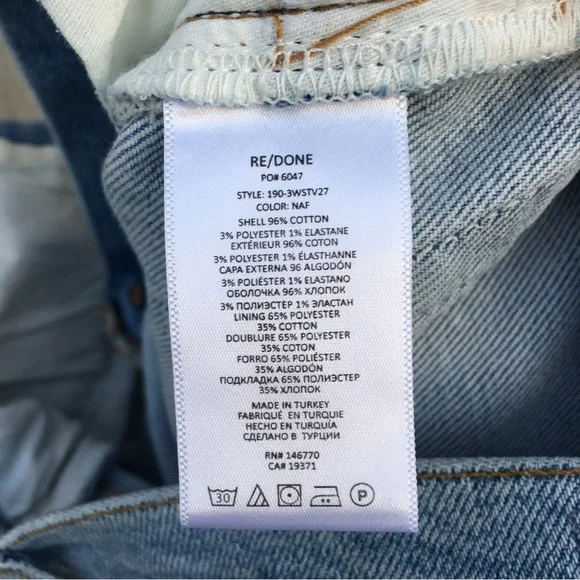 RE/DONE
PO# 6047
STYLE: 190-3WSTV27
COLOR: NAF
SHELL 96% COTTON
3% POLYESTER 1% ELASTANE
EXTÉRIEUR 96% COTON
3% POLYESTER 1% ÉLASTHANNE
CAPA EXTERNA 96 ALGODÓN
3% POLIÉSTER 1% ELASTANO
ОБОЛОЧКА 96% ХЛОПОК
3% ПОЛИЭСТЕР 1% ЭЛАСТАН
LINING 65% POLYESTER
35% COTTON
DOUBLURE 65% POLYESTER
35% COTON
FORRO 65% POLIÉSTER
35% ALGODÓN
ПОДКЛАДКА 65% ПОЛИЭСТЕР
35% ХЛОПОК
MADE IN TURKEY
FABRIQUÉ EN TURQUIE
HECHO EN TURQUÍA
СДЕЛАНО В ТУРЦИИ
RN# 146770
CA# 19371
30 P